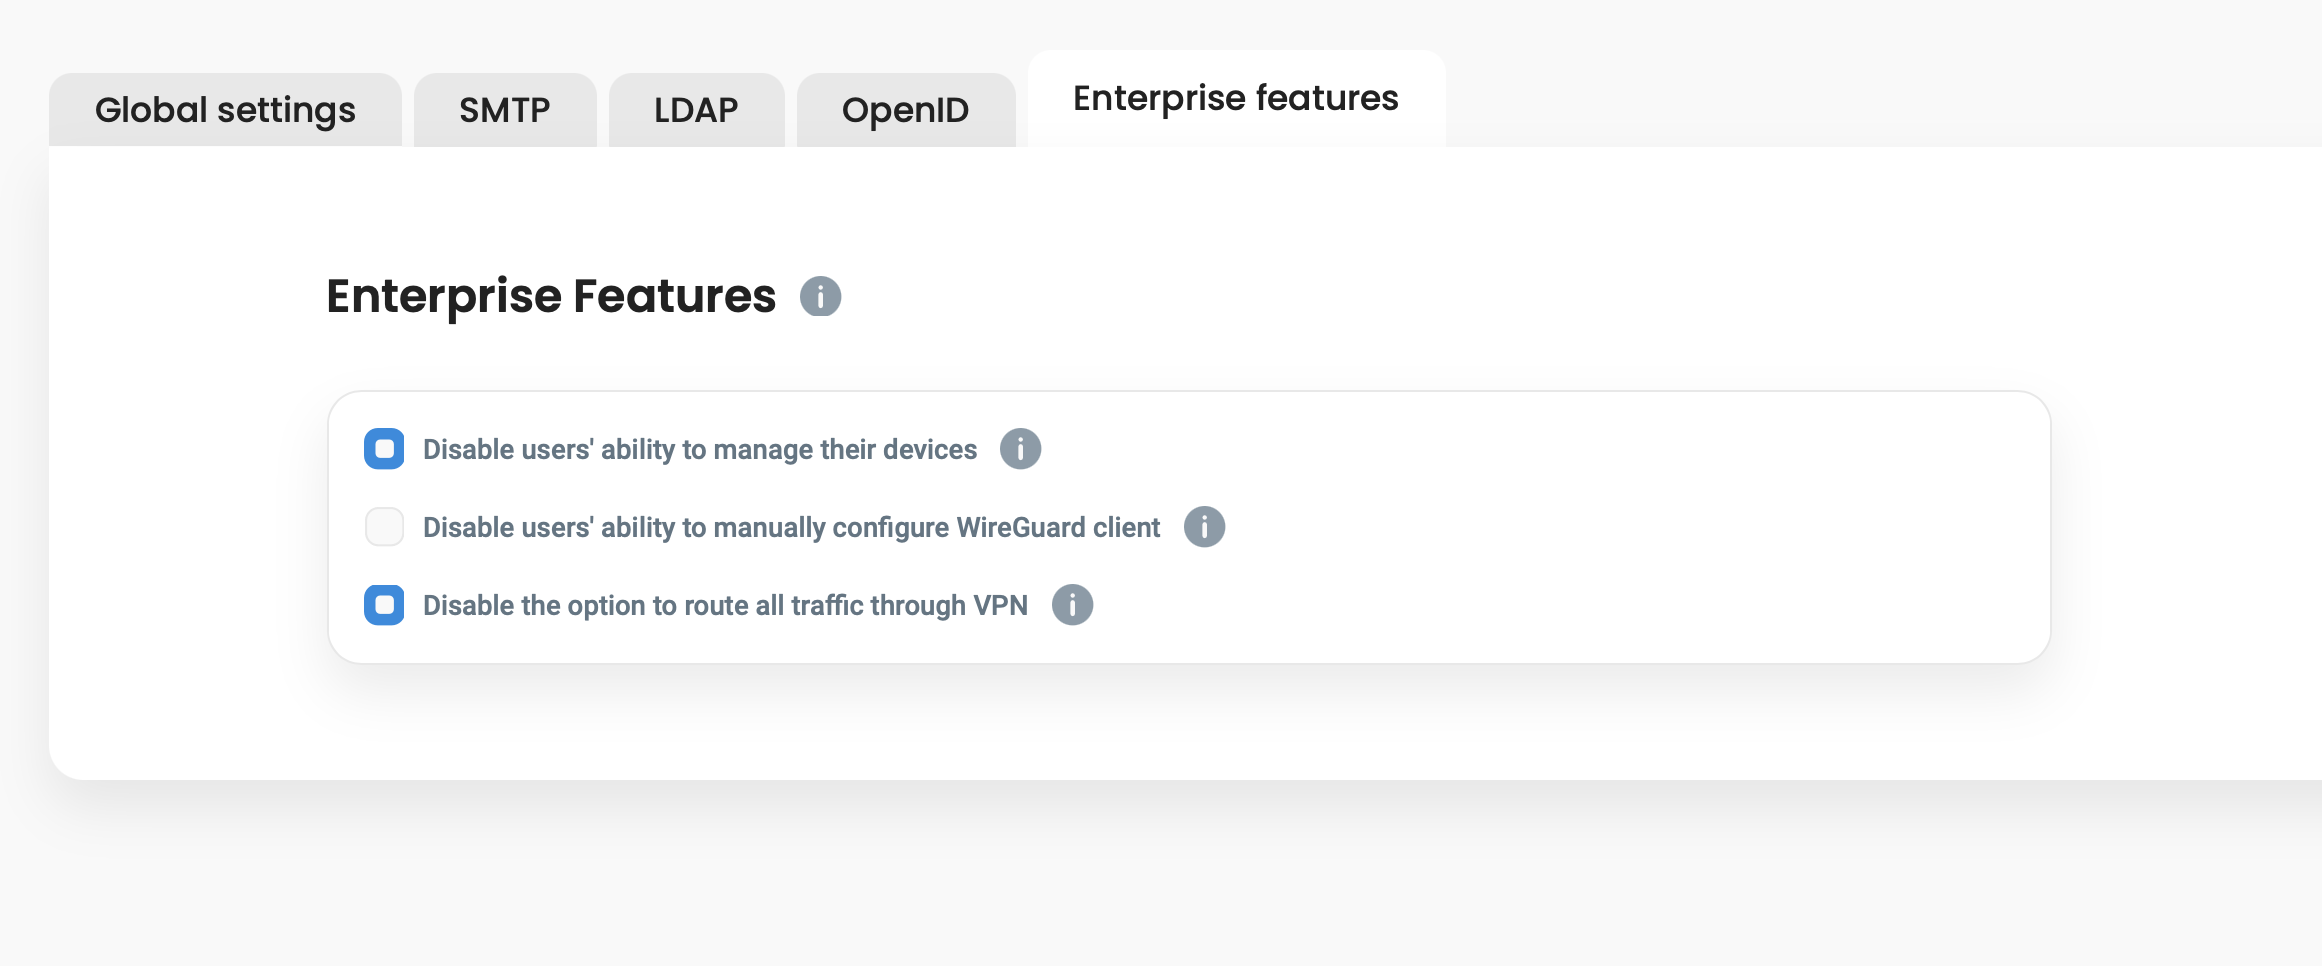 Global settings SMTP LDAP OpenID Enterprise features
Enterprise Features
Disable users' ability to manage their devices
Disable users' ability to manually configure WireGuard client
Disable the option to route all traffic through VPN